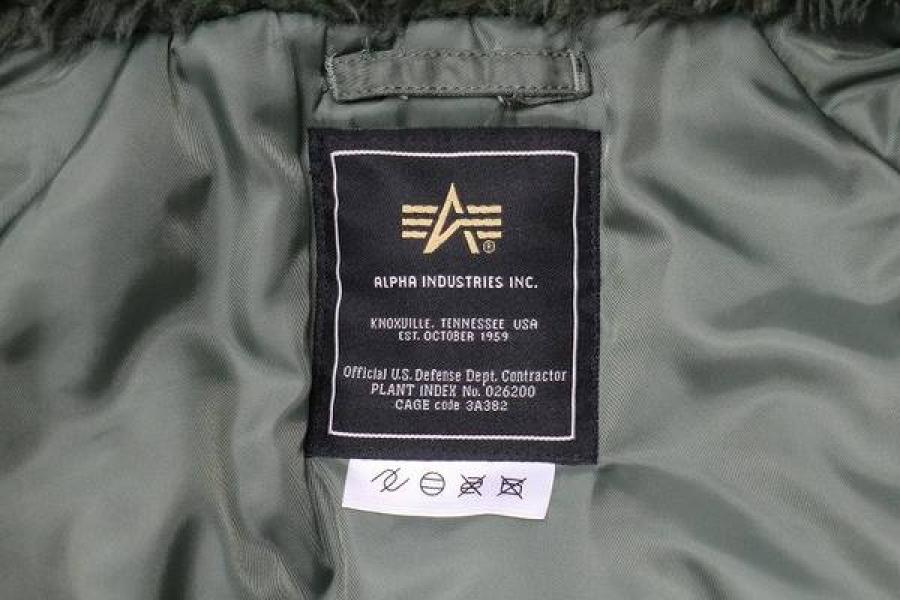 A®
ALPHA INDUSTRIES INC.
KNOXVILLE, TENNESSEE USA
EST. OCTOBER 1959
Official U.S. Defense Dept. Contractor
PLANT INDEX No. 026200
CAGE code 3A382